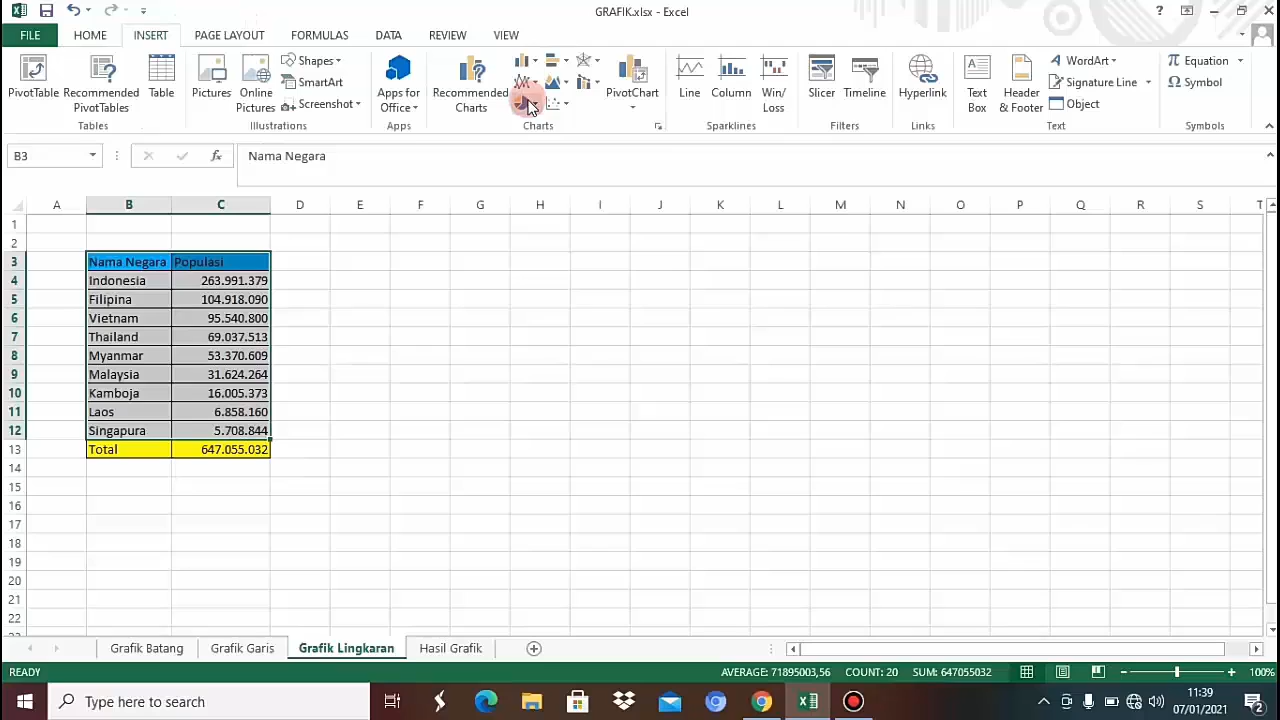 GRAFIK.xlsx - Excel
?
FILE HOME INSERT PAGE LAYOUT FORMULAS DATA REVIEW VIEW
PivotTable
Recommended PivotTables
Table
Tables
Pictures
Online Pictures
Shapes
SmartArt
Screenshot
Illustrations
Apps for Office
Apps
Recommended Charts
PivotChart
Charts
Line
Column
Win/ Loss
Sparklines
Slicer
Timeline
Filters
Hyperlink
Links
Text Box
Header & Footer
WordArt
Signature Line
Object
Text
Equation
Symbol
Symbols
B3
fx
Nama Negara
A B C D E F G H I J K L M N O P Q R S T
1
2
3 Nama Negara Populasi
4 Indonesia 263.991.379
5 Filipina 104.918.090
6 Vietnam 95.540.800
7 Thailand 69.037.513
8 Myanmar 53.370.609
9 Malaysia 31.624.264
10 Kamboja 16.005.373
11 Laos 6.858.160
12 Singapura 5.708.844
13 Total 647.055.032
14
15
16
17
18
19
20
21
22
Grafik Batang Grafik Garis Grafik Lingkaran Hasil Grafik
READY AVERAGE: 71895003,56 COUNT: 20 SUM: 647055032 100%
Type here to search
11:39
07/01/2021
2